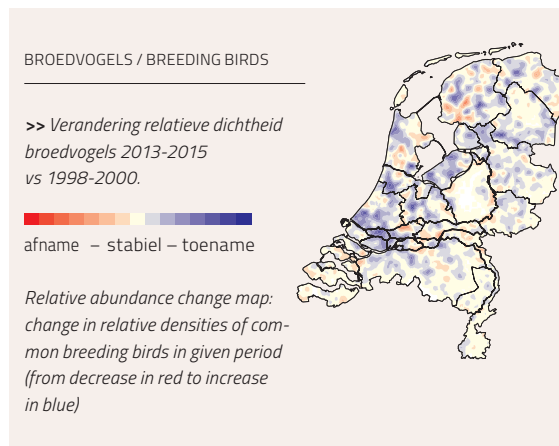 BROEDVOGELS / BREEDING BIRDS
>> Verandering relatieve dichtheid
broedvogels 2013-2015
vs 1998-2000.
afname – stabiel – toename
Relative abundance change map:
change in relative densities of com-
mon breeding birds in given period
(from decrease in red to increase
in blue)